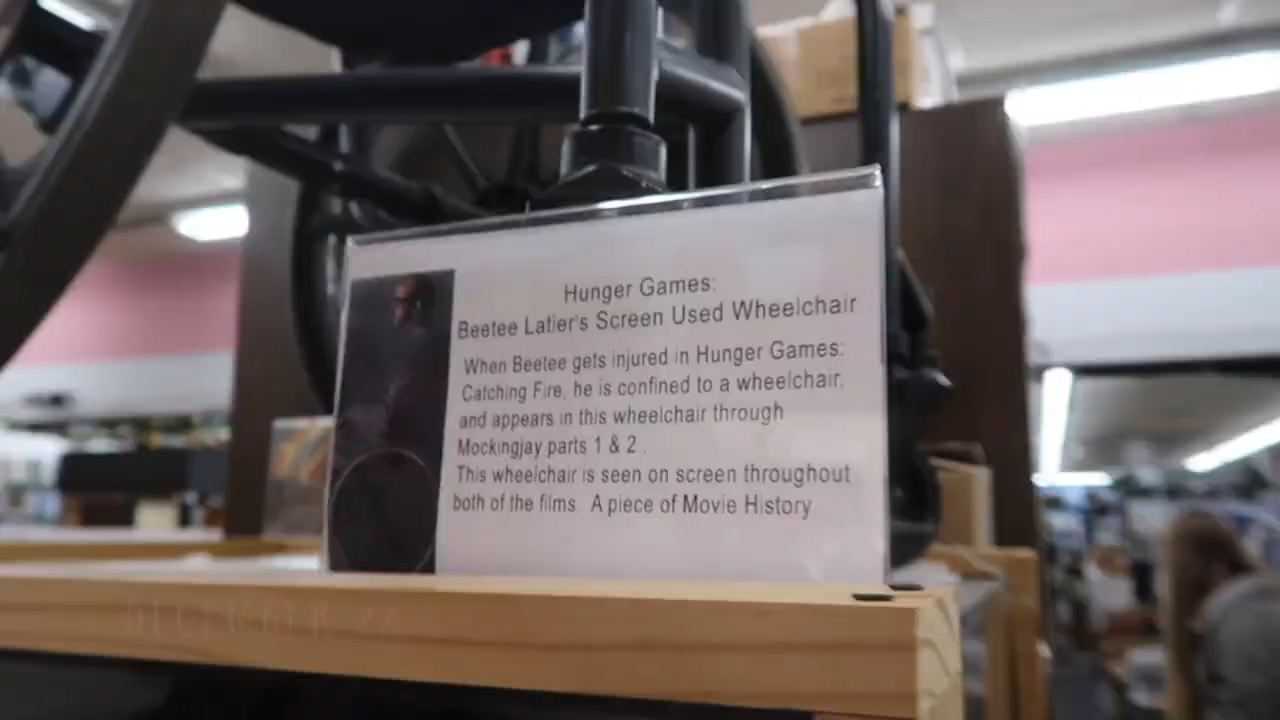 Hunger Games:
Beetee Latier's Screen Used Wheelchair
When Beetee gets injured in Hunger Games:
Catching Fire, he is confined to a wheelchair,
and appears in this wheelchair through
Mockingjay parts 1 & 2.
This wheelchair is seen on screen throughout
both of the films. A piece of Movie History
DECEMBER 22